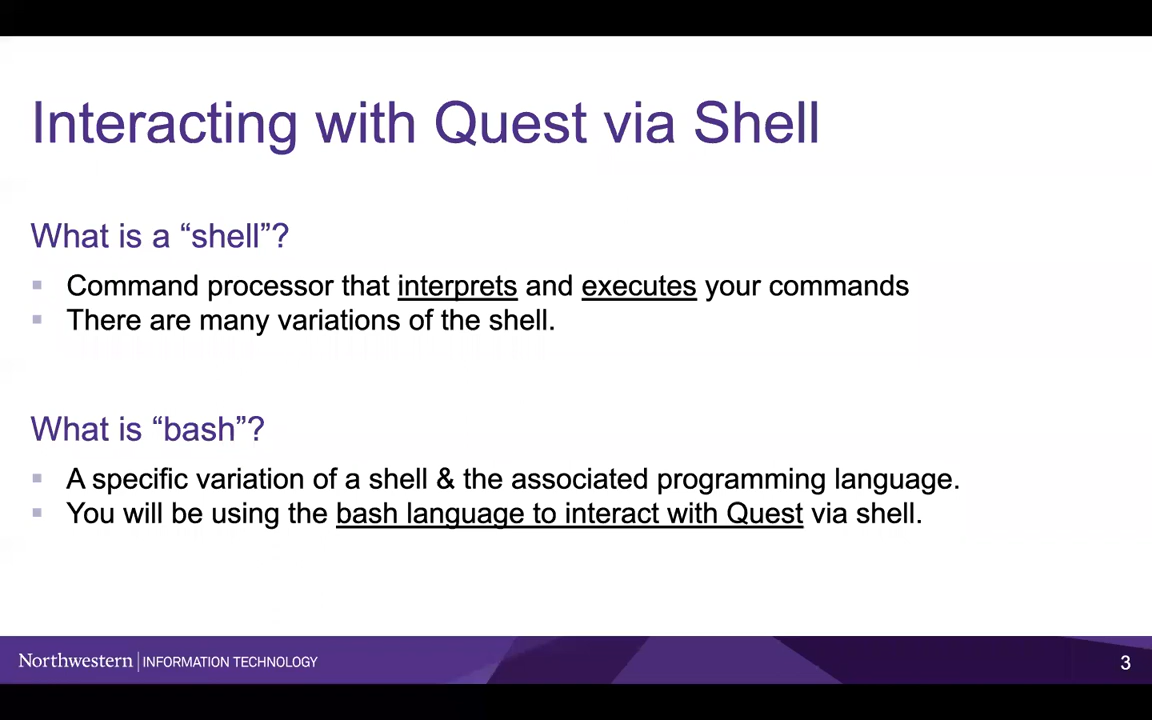 Interacting with Quest via Shell
What is a “shell”?
▪ Command processor that interprets and executes your commands
▪ There are many variations of the shell.
What is “bash”?
▪ A specific variation of a shell & the associated programming language.
▪ You will be using the bash language to interact with Quest via shell.
Northwestern | INFORMATION TECHNOLOGY
3